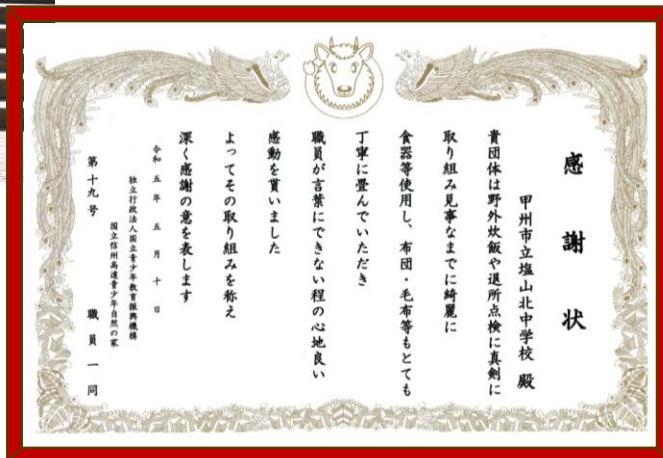 感謝状
甲州市立塩山北中学校 殿
貴団体は野外炊飯や退所点検に真剣に
取り組み見事なまでに綺麗に
食器等使用し、布団・毛布等もとても
丁寧に畳んでいただき
職員が言葉にできない程の心地良い
感動を貰いました
よってその取り組みを称え
深く感謝の意を表します
令和五年五月十日
独立行政法人国立青少年教育振興機構
国立信州高遠青少年自然の家
第十九号 職員一同